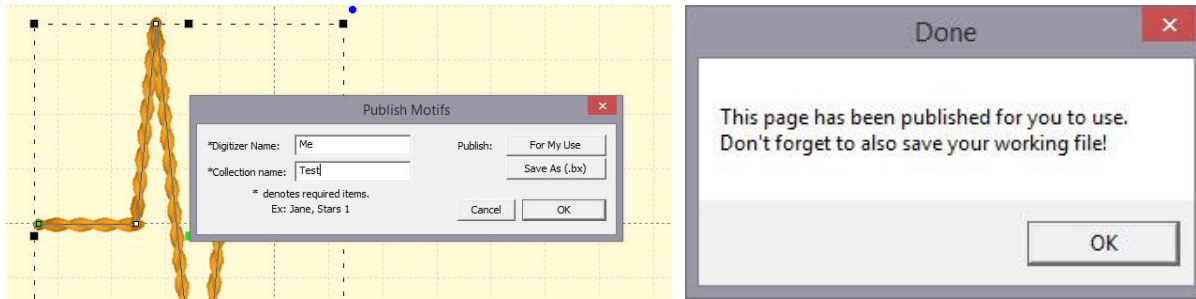 Publish Motifs
*Digitizer Name: Me Publish: For My Use
*Collection name: Test Save As (.bx)
* denotes required items.
Ex: Jane, Stars 1 Cancel OK
Done
This page has been published for you to use.
Don't forget to also save your working file!
OK